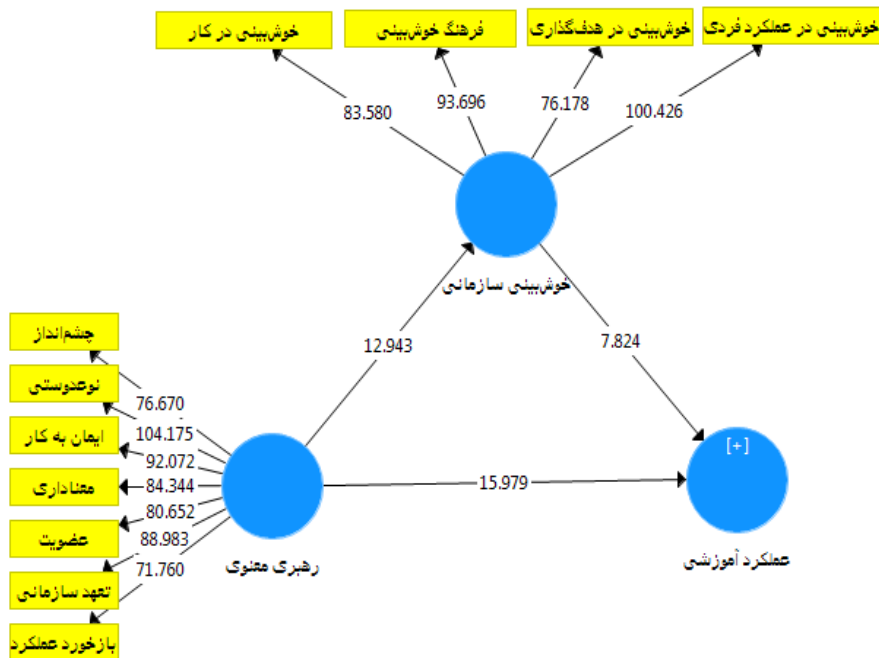 خوش‌بینی در عملکرد فردی
خوش‌بینی در هدف‌گذاری
فرهنگ خوش‌بینی
خوش‌بینی در کار
83.580
93.696
76.178
100.426
خوش‌بینی سازمانی
12.943
7.824
چشم‌انداز
نوعدوستی
ایمان به کار
معناداری
عضویت
تعهد سازمانی
بازخورد عملکرد
76.670
104.175
92.072
84.344
80.652
88.983
71.760
رهبری معنوی
15.979
[+]
عملکرد آموزشی